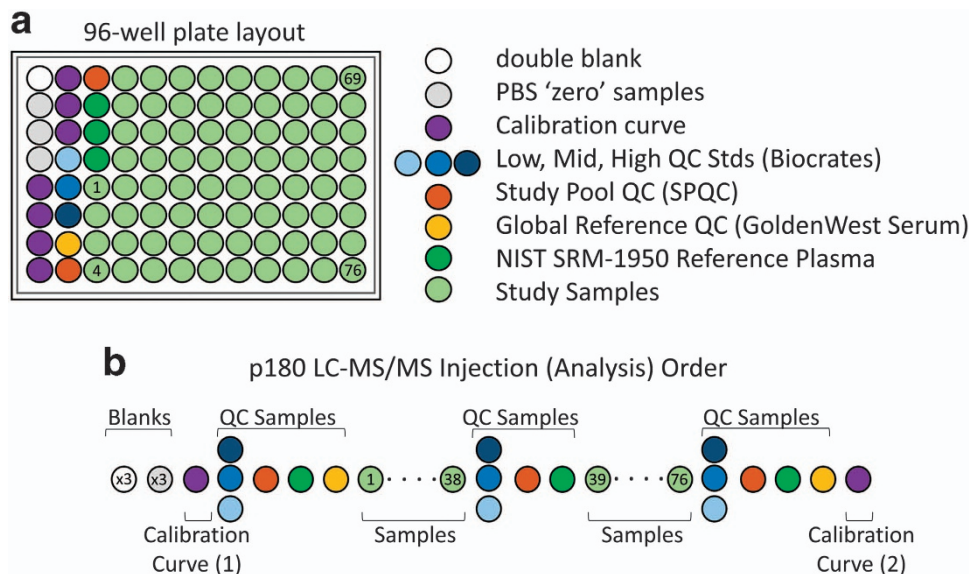 a
96-well plate layout
69
1
4
76
double blank
PBS 'zero' samples
Calibration curve
Low, Mid, High QC Stds (Biocrates)
Study Pool QC (SPQC)
Global Reference QC (GoldenWest Serum)
NIST SRM-1950 Reference Plasma
Study Samples
b
p180 LC-MS/MS Injection (Analysis) Order
Blanks
QC Samples
QC Samples
QC Samples
x3
x3
1
38
39
76
Calibration
Curve (1)
Samples
Samples
Calibration
Curve (2)